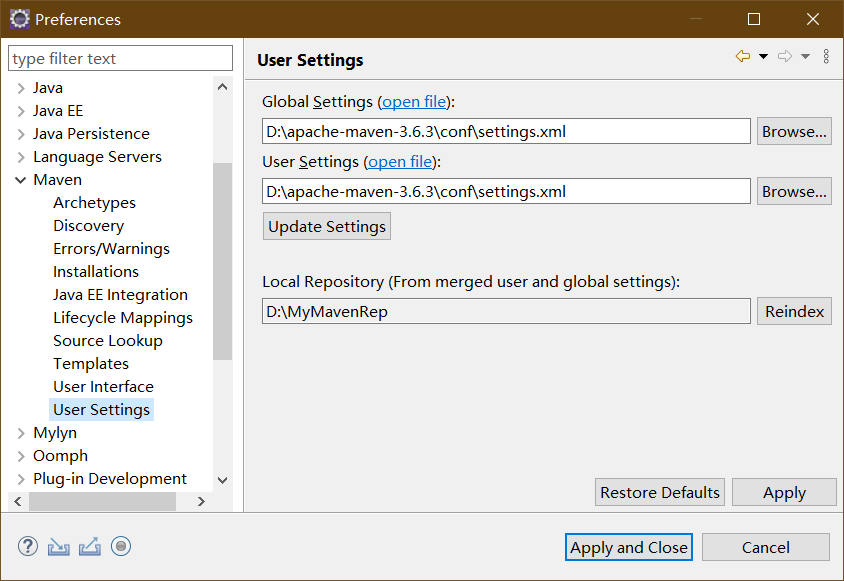 Preferences
type filter text
Java
Java EE
Java Persistence
Language Servers
Maven
Archetypes
Discovery
Errors/Warnings
Installations
Java EE Integration
Lifecycle Mappings
Source Lookup
Templates
User Interface
User Settings
Mylyn
Oomph
Plug-in Development
User Settings
Global Settings (open file):
D:\apache-maven-3.6.3\conf\settings.xml Browse...
User Settings (open file):
D:\apache-maven-3.6.3\conf\settings.xml Browse...
Update Settings
Local Repository (From merged user and global settings):
D:\MyMavenRep Reindex
Restore Defaults Apply
? Apply and Close Cancel